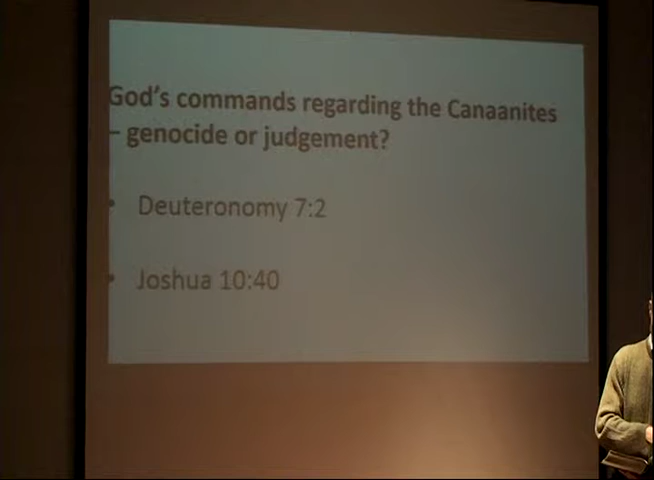 God's commands regarding the Canaanites
– genocide or judgement?
• Deuteronomy 7:2
• Joshua 10:40